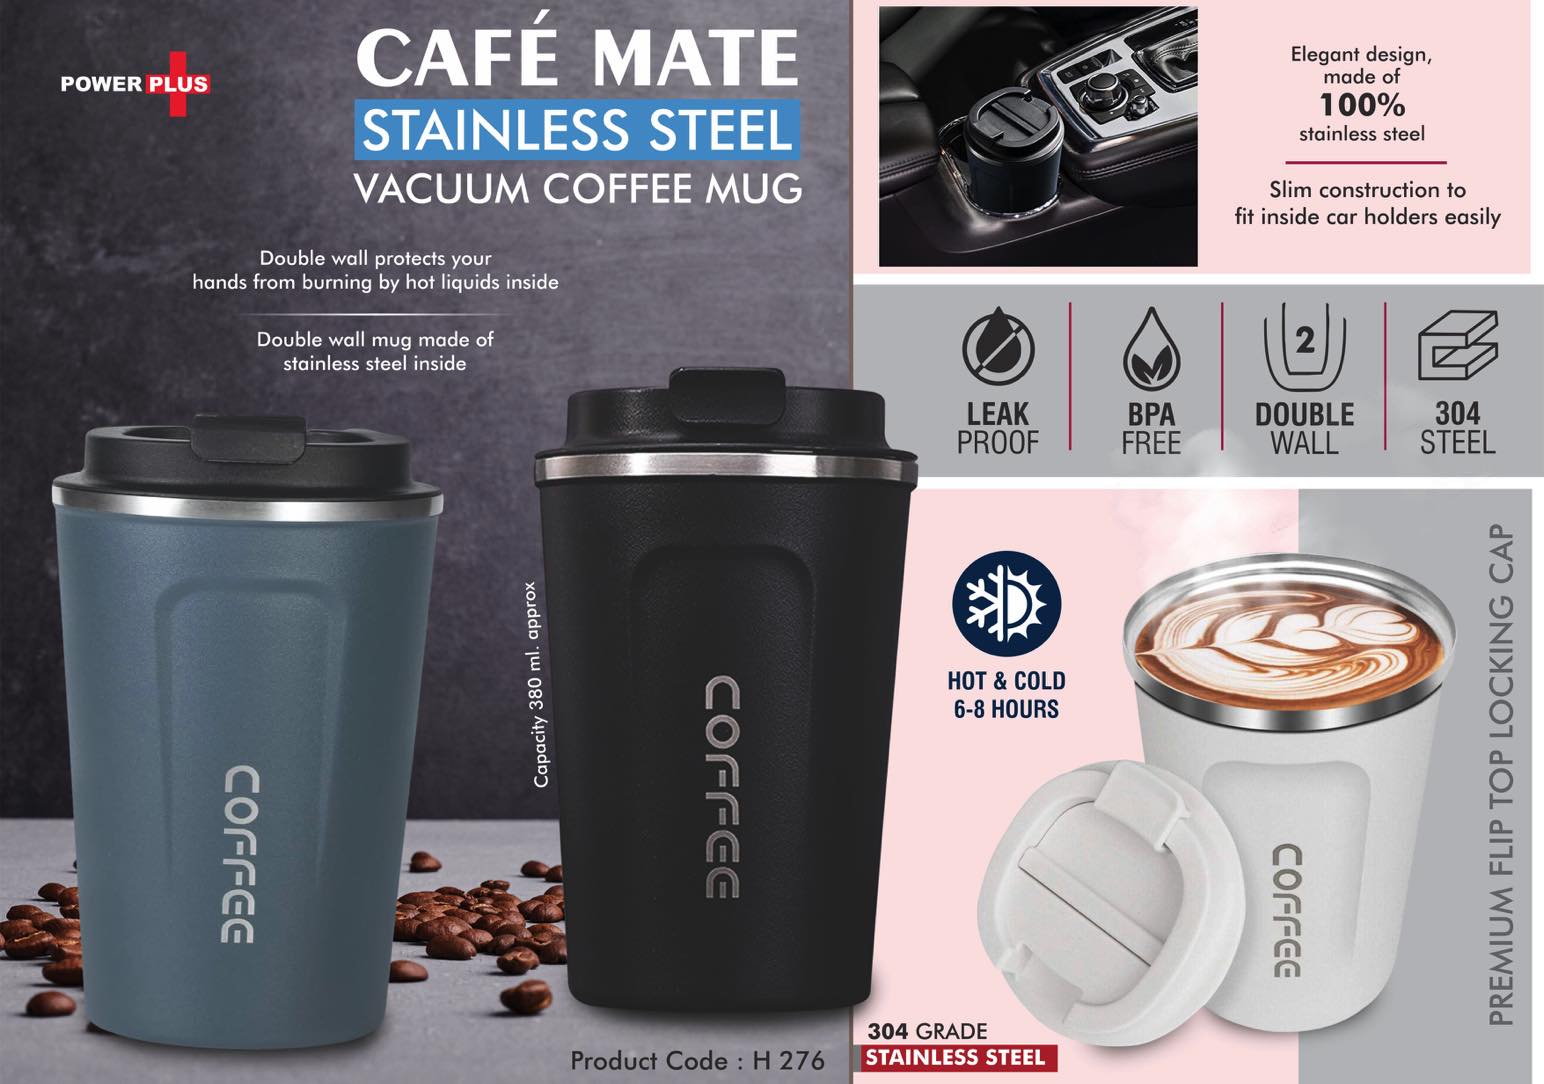 POWER PLUS
CAFÉ MATE
STAINLESS STEEL
VACUUM COFFEE MUG
Double wall protects your
hands from burning by hot liquids inside
Double wall mug made of
stainless steel inside
COFFEE
Capacity 380 ml. approx
COFFEE
Product Code : H 276
Elegant design,
made of
100%
stainless steel
Slim construction to
fit inside car holders easily
LEAK
PROOF
BPA
FREE
2
DOUBLE
WALL
304
STEEL
HOT & COLD
6-8 HOURS
COFFEE
PREMIUM FLIP TOP LOCKING CAP
304 GRADE
STAINLESS STEEL